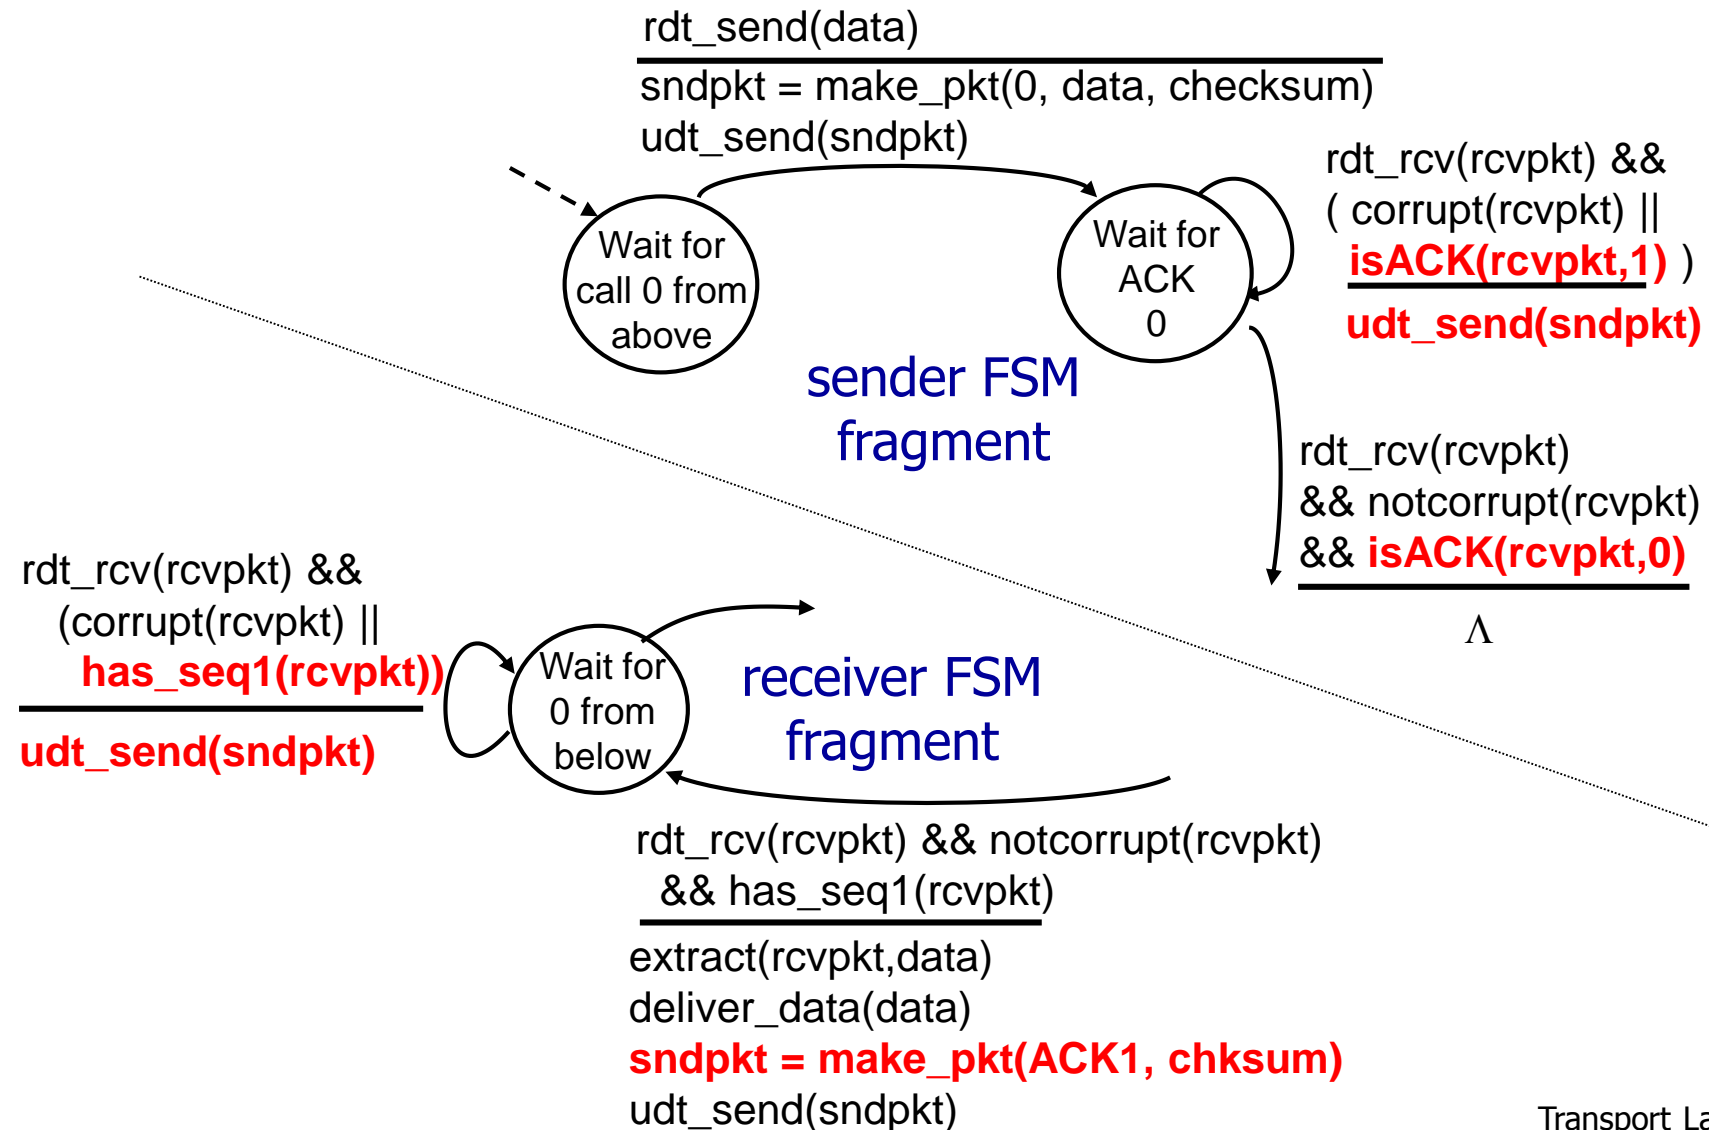 rdt_send(data)
sndpkt = make_pkt(0, data, checksum)
udt_send(sndpkt)
rdt_rcv(rcvpkt) &&
( corrupt(rcvpkt) ||
isACK(rcvpkt,1) )
udt_send(sndpkt)
Wait for
call 0 from
above
Wait for
ACK
0
sender FSM
fragment
rdt_rcv(rcvpkt)
&& notcorrupt(rcvpkt)
&& isACK(rcvpkt,0)
Λ
rdt_rcv(rcvpkt) &&
(corrupt(rcvpkt) ||
has_seq1(rcvpkt))
udt_send(sndpkt)
Wait for
0 from
below
receiver FSM
fragment
rdt_rcv(rcvpkt) && notcorrupt(rcvpkt)
&& has_seq1(rcvpkt)
extract(rcvpkt,data)
deliver_data(data)
sndpkt = make_pkt(ACK1, chksum)
udt_send(sndpkt)
Transport La